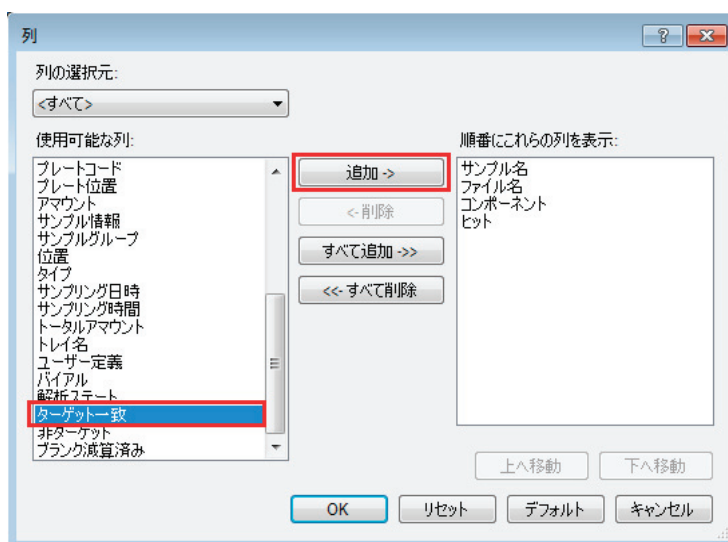 列
列の選択元:
<すべて>
使用可能な列:
プレートコード
プレート位置
アマウント
サンプル情報
サンプルグループ
位置
タイプ
サンプリング日時
サンプリング時間
トータルアマウント
トレイ名
ユーザー定義
バイアル
解析ステート
ターゲット一致
非ターゲット
ブランク減算済み
追加 ->
<- 削除
すべて追加 ->>
<<- すべて削除
順番にこれらの列を表示:
サンプル名
ファイル名
コンポーネント
ヒット
上へ移動
下へ移動
OK
リセット
デフォルト
キャンセル